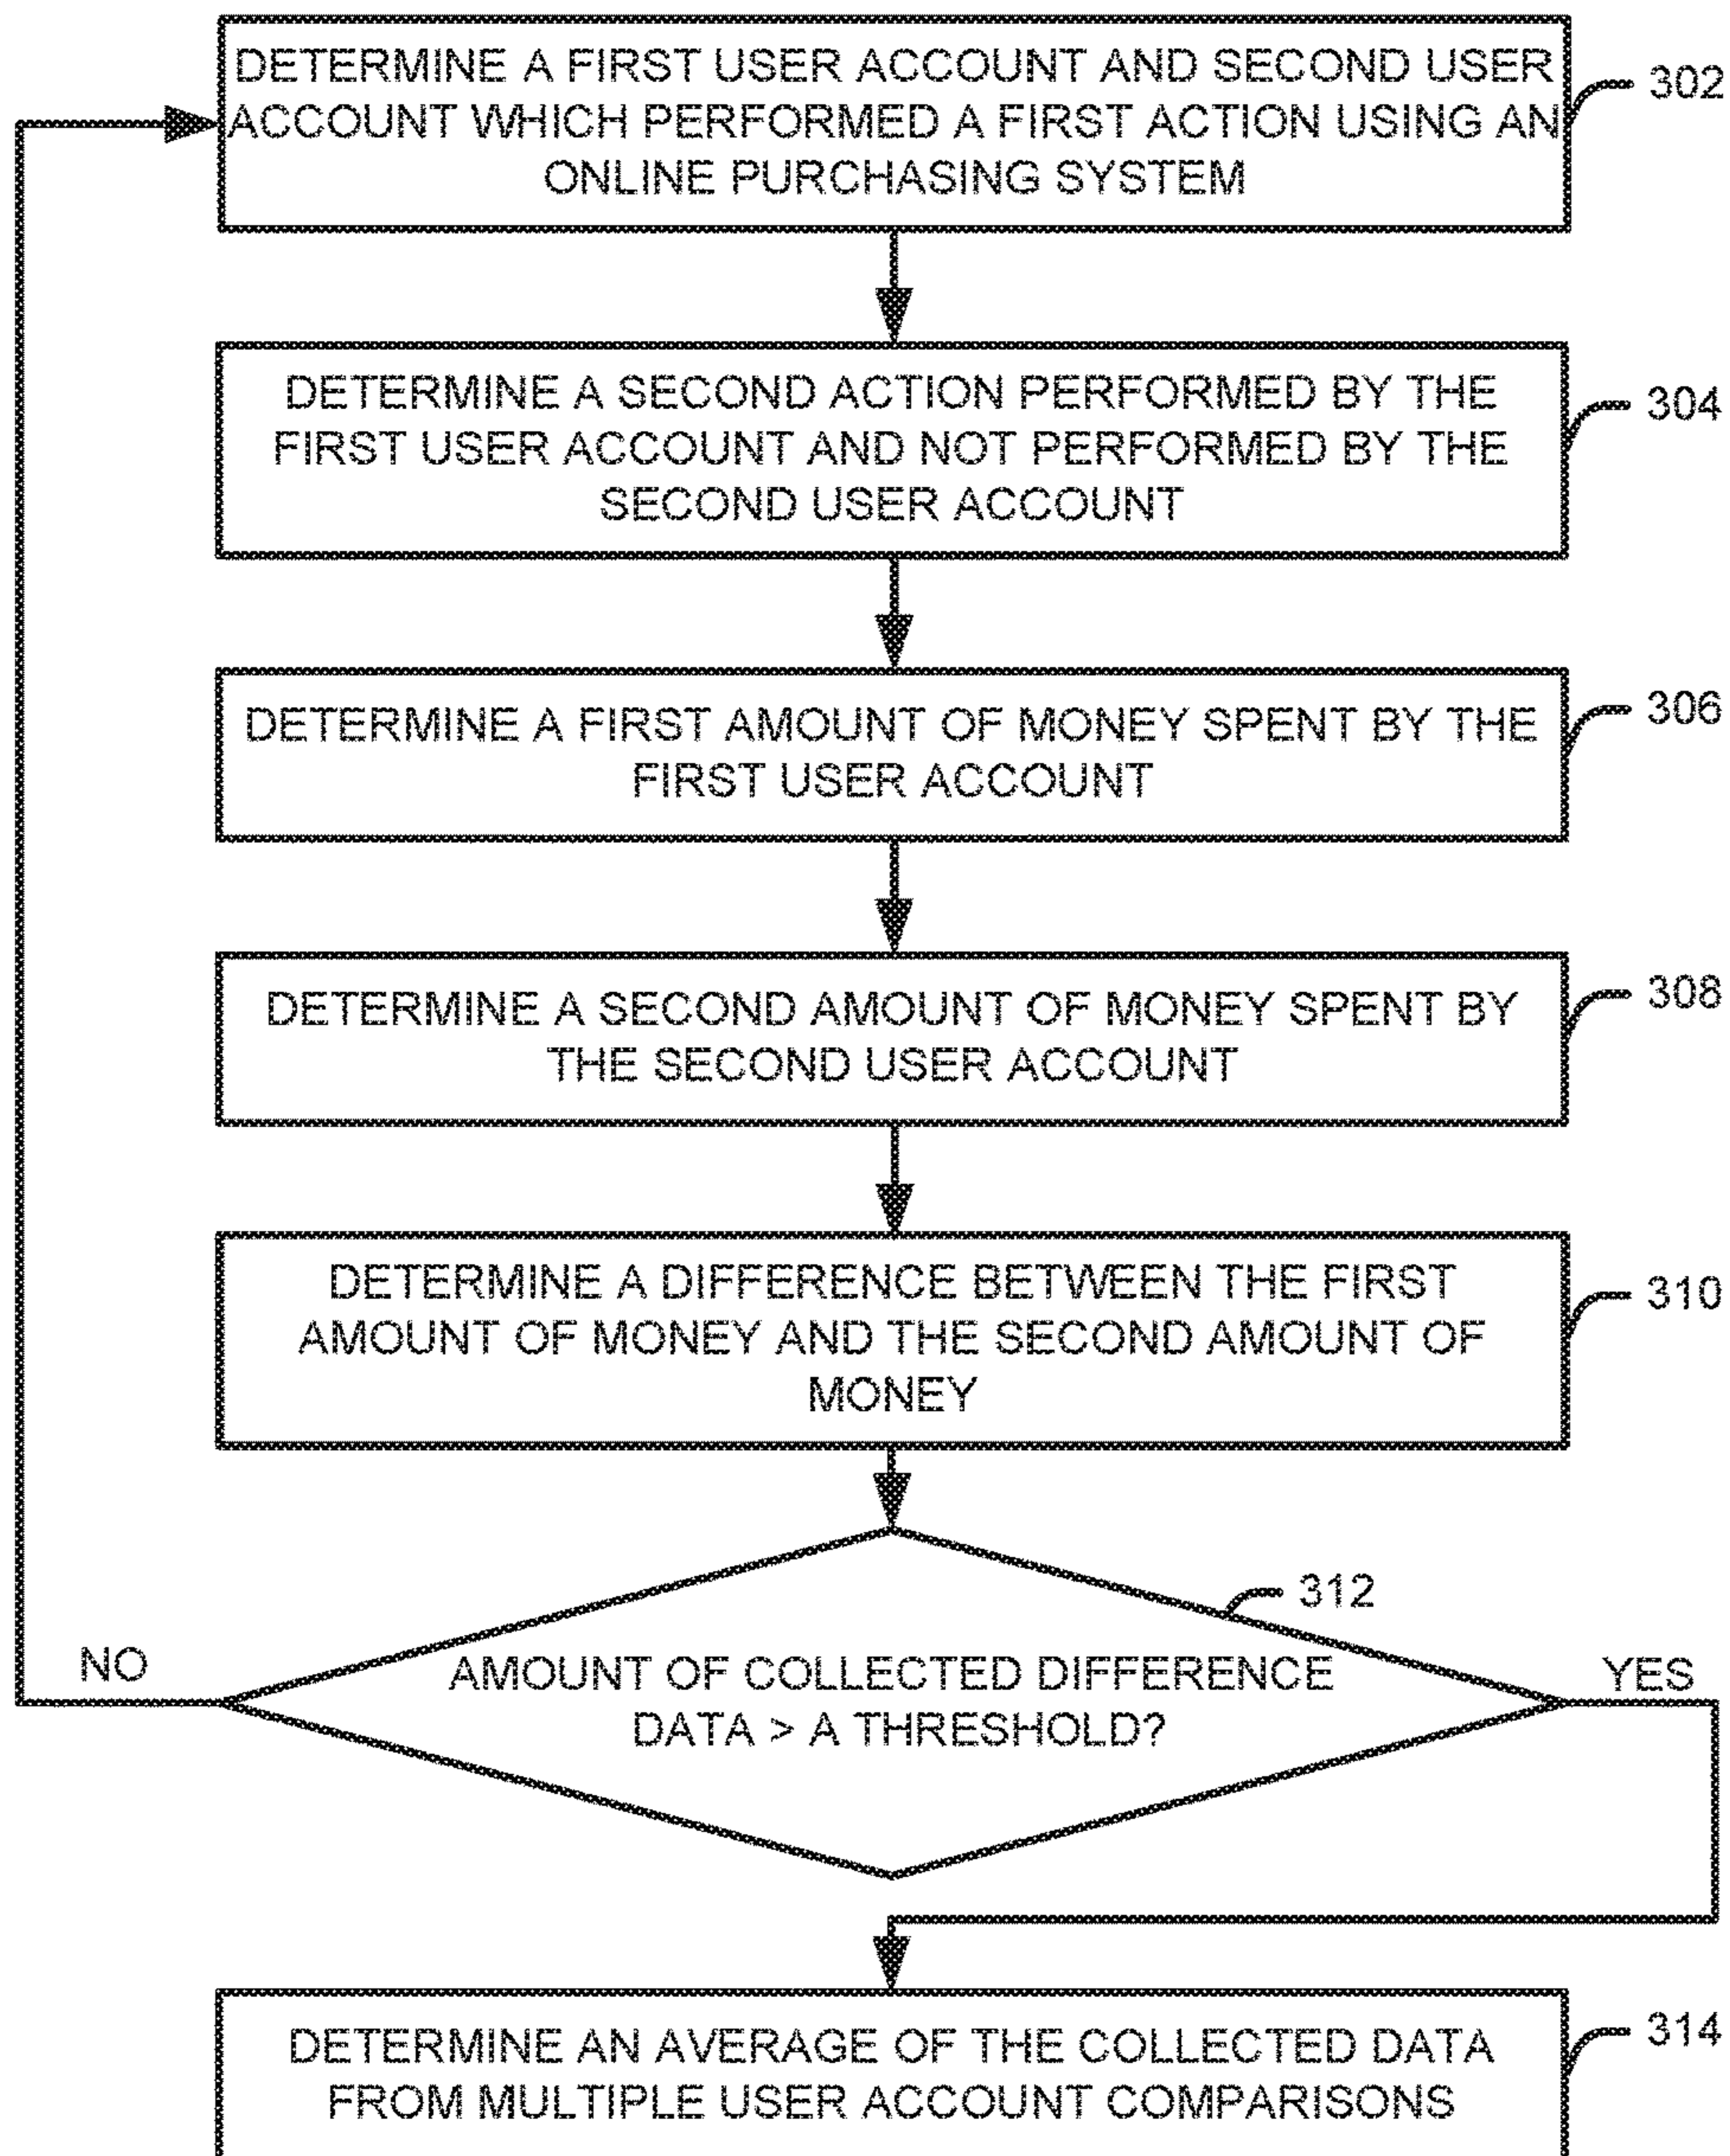 DETERMINE A FIRST USER ACCOUNT AND SECOND USER
ACCOUNT WHICH PERFORMED A FIRST ACTION USING AN
ONLINE PURCHASING SYSTEM
302
DETERMINE A SECOND ACTION PERFORMED BY THE
FIRST USER ACCOUNT AND NOT PERFORMED BY THE
SECOND USER ACCOUNT
304
DETERMINE A FIRST AMOUNT OF MONEY SPENT BY THE
FIRST USER ACCOUNT
306
DETERMINE A SECOND AMOUNT OF MONEY SPENT BY
THE SECOND USER ACCOUNT
308
DETERMINE A DIFFERENCE BETWEEN THE FIRST
AMOUNT OF MONEY AND THE SECOND AMOUNT OF
MONEY
310
312
NO
AMOUNT OF COLLECTED DIFFERENCE
DATA > A THRESHOLD?
YES
DETERMINE AN AVERAGE OF THE COLLECTED DATA
FROM MULTIPLE USER ACCOUNT COMPARISONS
314